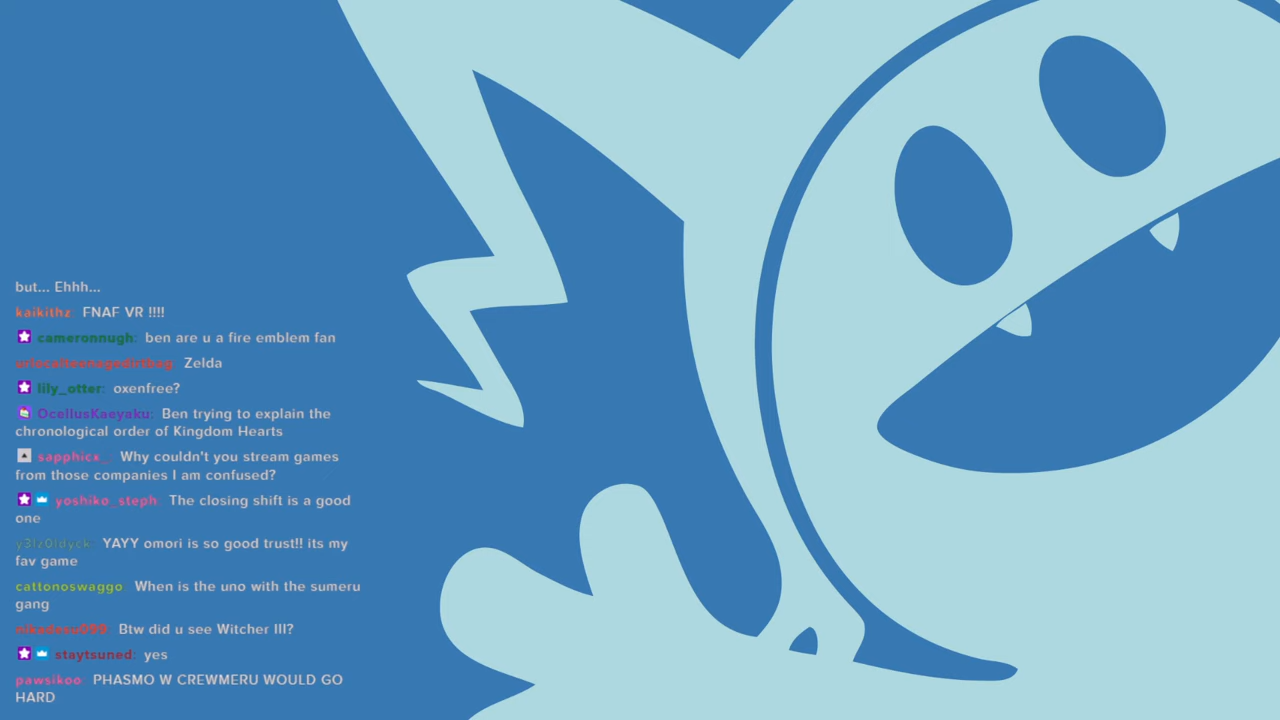 but... Ehhh...
kaikithz: FNAF VR !!!!
cameronnugh: ben are u a fire emblem fan
urlocalteenagedirtbag: Zelda
lily_otter: oxenfree?
OcellusKaeyaku: Ben trying to explain the
chronological order of Kingdom Hearts
sapphicx_: Why couldn't you stream games
from those companies I am confused?
yoshiko_steph: The closing shift is a good
one
y3lz0ldyck: YAYY omori is so good trust!! its my
fav game
cattonoswaggo: When is the uno with the sumeru
gang
Btw did u see Witcher III?
staytsuned: yes
pawsikoo: PHASMO W CREWMERU WOULD GO
HARD